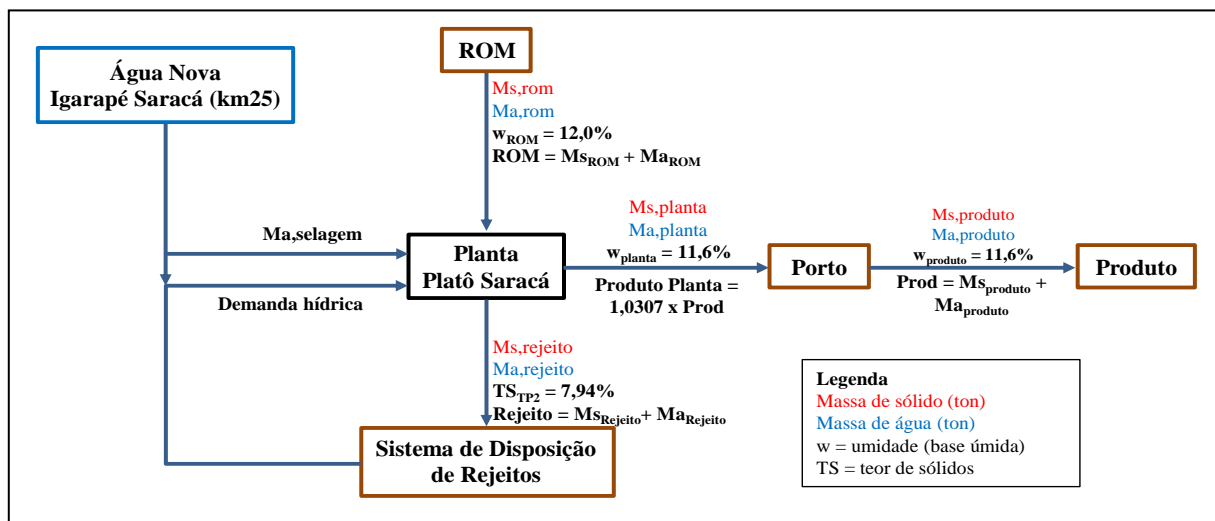 Água Nova
Igarapé Saracá (km25)
ROM
Ms,rom
Ma,rom
wROM = 12,0%
ROM = MsROM + MaROM
Ma,selagem
Demanda hídrica
Planta
Platô Saracá
Ms,planta
Ma,planta
wplanta = 11,6%
Produto Planta =
1,0307 x Prod
Porto
Ms,produto
Ma,produto
wproduto = 11,6%
Prod = Msproduto +
Maproduto
Produto
Ms,rejeito
Ma,rejeito
TSTP2 = 7,94%
Rejeito = MsRejeito+ MaRejeito
Sistema de Disposição
de Rejeitos
Legenda
Massa de sólido (ton)
Massa de água (ton)
w = umidade (base úmida)
TS = teor de sólidos